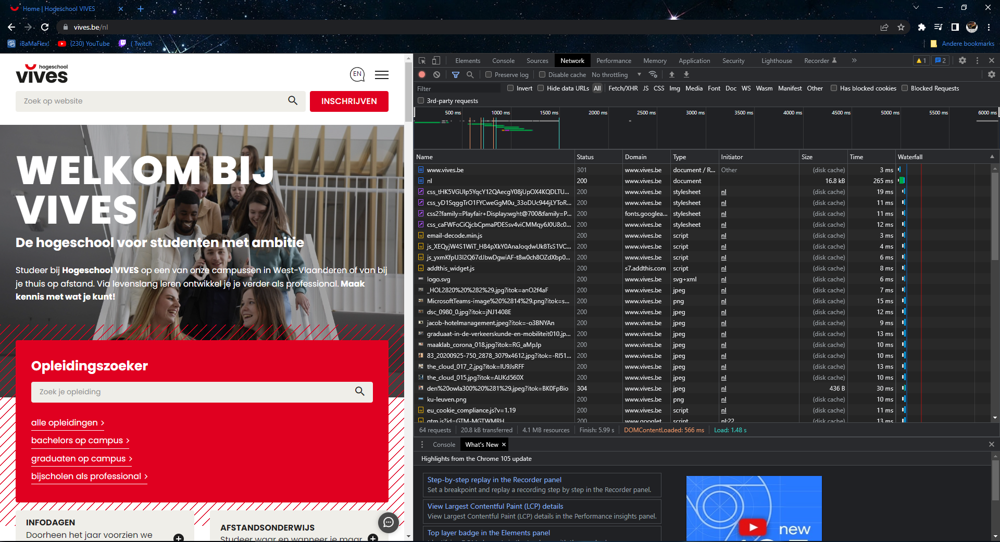 Home | Hogeschool VIVES
vives.be/nl
iBaMaFlex!
(230) YouTube
( Twitch
Andere bookmarks
hogeschool
vives
EN
Zoek op website
INSCHRIJVEN
WELKOM BIJ
VIVES
De hogeschool voor studenten met ambitie
Studeer bij Hogeschool VIVES op een van onze campussen in West-Vlaanderen of van bij
je thuis op afstand. Via levenslang leren ontwikkel je je verder als professional. Maak
kennis met wat je kunt!
Opleidingszoeker
Zoek je opleiding
alle opleidingen
bachelors op campus
graduaten op campus
bijscholen als professional
INFODAGEN
Doorheen het jaar voorzien we
AFSTANDSONDERWIJS
Studeer waar en wanneer je maar
Elements Console Sources Network Performance Memory Application Security Lighthouse Recorder 1 2
Preserve log Disable cache No throttling
Filter Invert Hide data URLs All Fetch/XHR JS CSS Img Media Font Doc WS Wasm Manifest Other Has blocked cookies Blocked Requests
3rd-party requests
500 ms 1000 ms 1500 ms 2000 ms 2500 ms 3000 ms 3500 ms 4000 ms 4500 ms 5000 ms 5500 ms 6000 ms
Name Status Domain Type Initiator Size Time Waterfall
www.vives.be 301 www.vives.be document / R... Other (disk cache) 3 ms
nl 200 www.vives.be document 16.8 kB 265 ms
css_tHK5VGUIp5YqcY12QAecgY08jUpOX4KQDLTU... 200 www.vives.be stylesheet nl (disk cache) 19 ms
css_yD1SqggTrO1FYCweGgM0u_33oDUc944jLYToR... 200 www.vives.be stylesheet nl (disk cache) 11 ms
css2?family=Playfair+Display:wght@700&family=P... 200 fonts.googlea... stylesheet nl (disk cache) 11 ms
css_caFWFoCiQjcbCpmaPDESsv4viCMMqy6J0U8c0... 200 www.vives.be stylesheet nl (disk cache) 12 ms
email-decode.min.js 200 www.vives.be script nl (disk cache) 3 ms
js_XEQyjW4S1WiT_H84pXkY0AnaJoqdwUk8TsS1VC... 200 www.vives.be script nl (disk cache) 4 ms
js_yxmKfpU3I2Q67dJbwDgwiAF-t8w0ch8OZdXbp0... 200 www.vives.be script nl (disk cache) 6 ms
addthis_widget.js 200 s7.addthis.com script nl (disk cache) 8 ms
logo.svg 200 www.vives.be svg+xml nl (disk cache) 6 ms
_HOL2820%20%282%29.jpg?itok=anO2f4aF 200 www.vives.be jpeg nl (disk cache) 7 ms
MicrosoftTeams-image%20%2814%29.png?itok=s... 200 www.vives.be png nl (disk cache) 15 ms
dsc_0980_0.jpg?itok=jNJ1408E 200 www.vives.be jpeg nl (disk cache) 12 ms
jacob-hotelmanagement.jpeg?itok=-o3BNYAn 200 www.vives.be jpeg nl (disk cache) 9 ms
graduaat-in-de-verkeerskunde-en-mobiliteit010.jp... 200 www.vives.be jpeg nl (disk cache) 13 ms
maaklab_corona_018.jpg?itok=RG_aMpJp 200 www.vives.be jpeg nl (disk cache) 10 ms
83_20200925-750_2878_3079x4612.jpg?itok=-RI51... 200 www.vives.be jpeg nl (disk cache) 10 ms
the_cloud_017_2.jpg?itok=IU9JsRFF 200 www.vives.be jpeg nl (disk cache) 13 ms
the_cloud_015.jpg?itok=AUKd560X 200 www.vives.be jpeg nl (disk cache) 10 ms
den%20owla300%20%281%29.jpeg?itok=BK0FpBio 304 www.vives.be jpeg nl 436 B 30 ms
ku-leuven.png 200 www.vives.be png nl (disk cache) 10 ms
eu_cookie_compliance.js?v=1.19 200 www.vives.be script nl (disk cache) 11 ms
gtm.js?id=GTM-MGTWMRH 200 www.googlet... script nl:22 (disk cache) 13 ms
64 requests 20.8 kB transferred 4.1 MB resources Finish: 5.99 s DOMContentLoaded: 566 ms Load: 1.48 s
Console What's New
Highlights from the Chrome 105 update
Step-by-step replay in the Recorder panel
Set a breakpoint and replay a recording step by step in the Recorder panel.
View Largest Contentful Paint (LCP) details
View Largest Contentful Paint (LCP) details in the Performance insights panel.
Top layer badge in the Elements panel
new